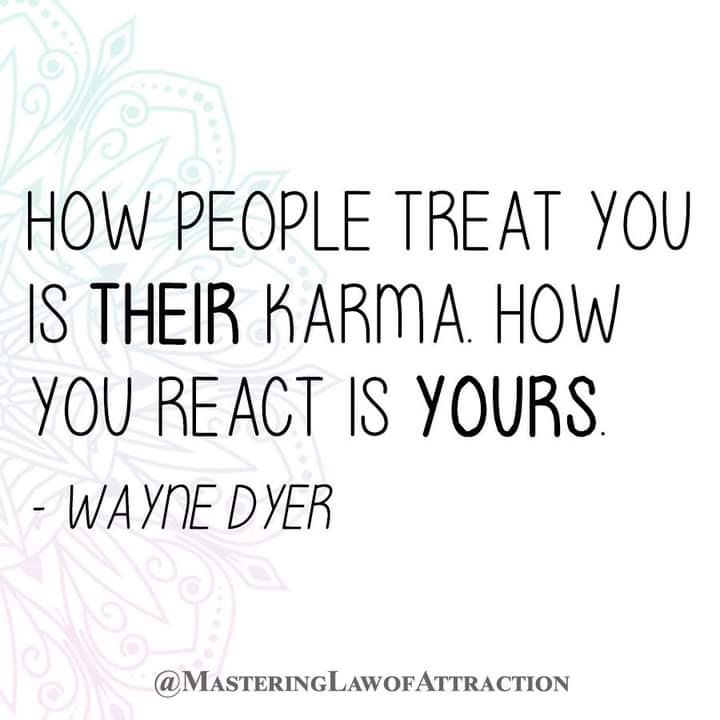 HOW PEOPLE TREAT YOU
IS THEIR KARMA. HOW
YOU REACT IS YOURS.
- WAYNE DYER
@MASTERINGLAWOFATTRACTION